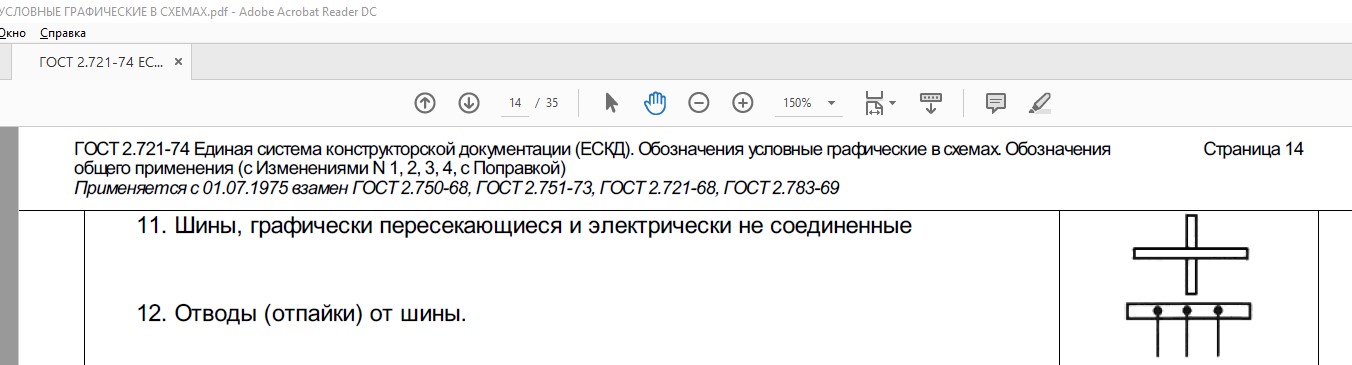 УСЛОВНЫЕ ГРАФИЧЕСКИЕ В СХЕМАХ.pdf - Adobe Acrobat Reader DC
Окно Справка
ГОСТ 2.721-74 ЕС... ×
14 / 35 150%
ГОСТ 2.721-74 Единая система конструкторской документации (ЕСКД). Обозначения условные графические в схемах. Обозначения
общего применения (с Изменениями N 1, 2, 3, 4, с Поправкой)
Применяется с 01.07.1975 взамен ГОСТ 2.750-68, ГОСТ 2.751-73, ГОСТ 2.721-68, ГОСТ 2.783-69
Страница 14
11. Шины, графически пересекающиеся и электрически не соединенные
12. Отводы (отпайки) от шины.